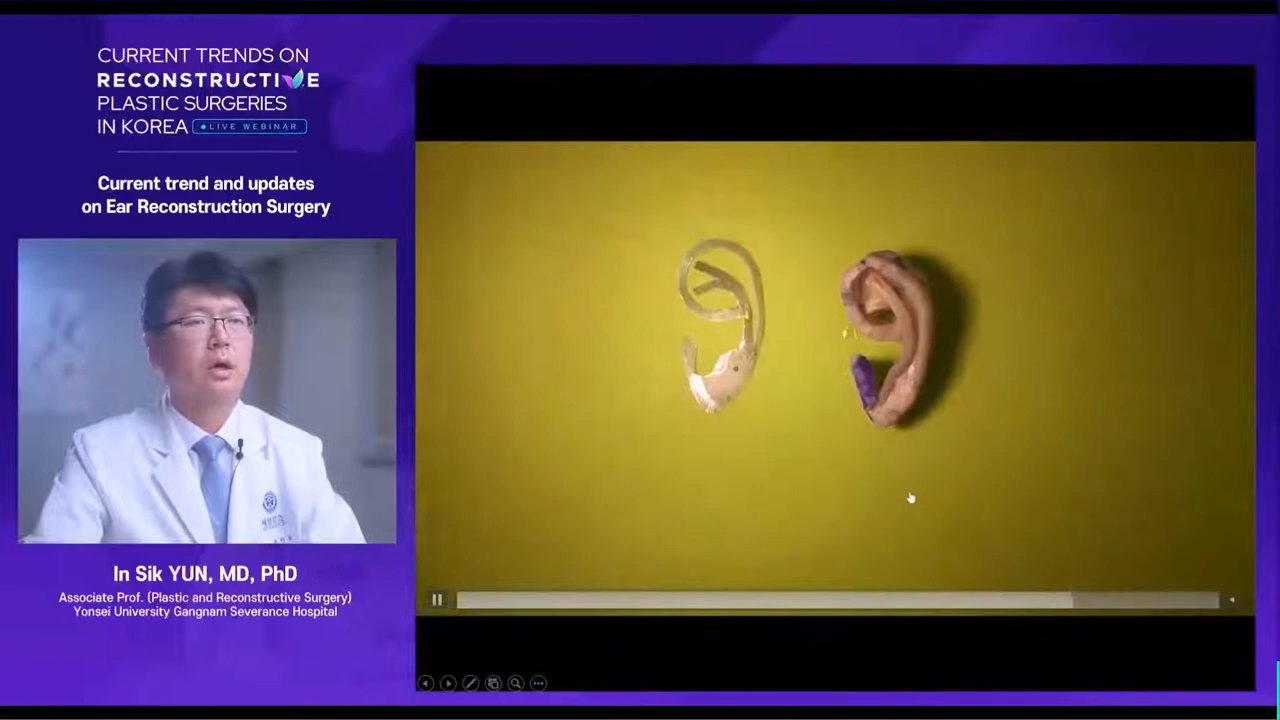 CURRENT TRENDS ON
RECONSTRUCTIVE
PLASTIC SURGERIES
IN KOREA LIVE WEBINAR
Current trend and updates
on Ear Reconstruction Surgery
In Sik YUN, MD, PhD
Associate Prof. (Plastic and Reconstructive Surgery)
Yonsei University Gangnam Severance Hospital